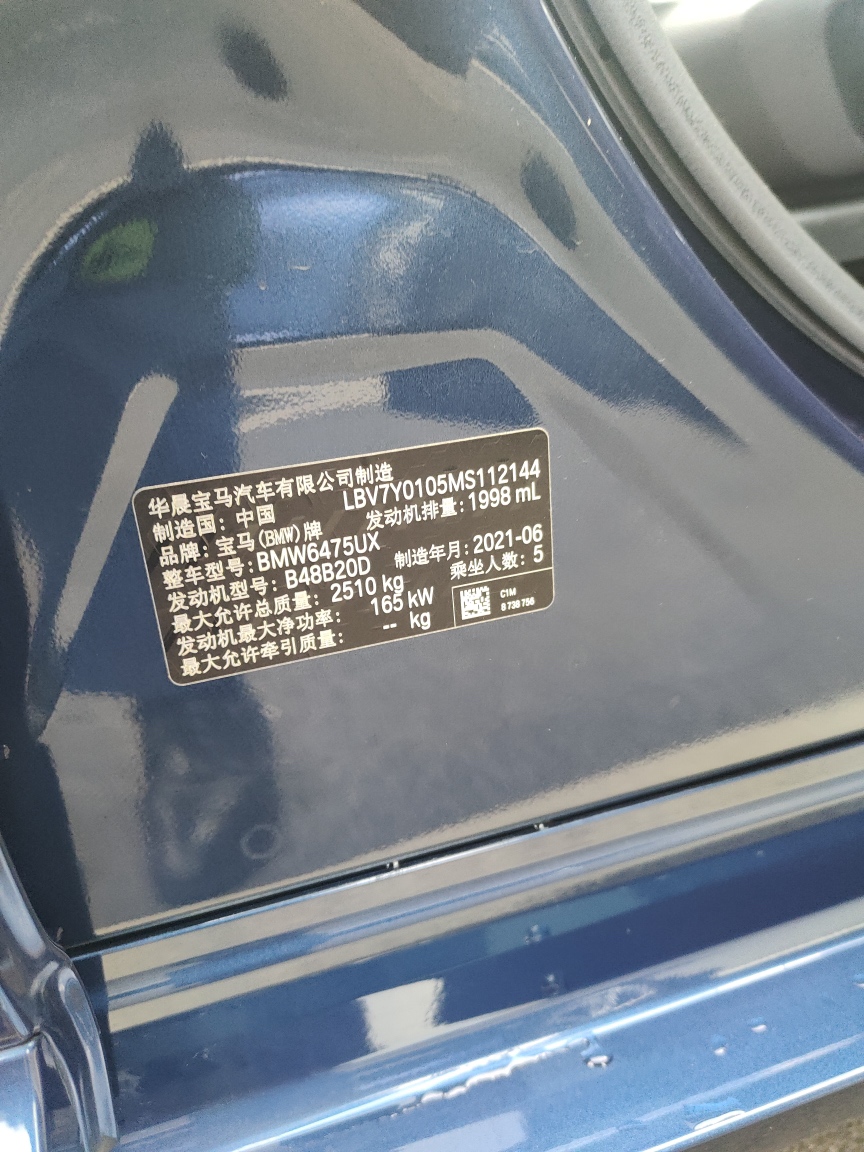 华晨宝马汽车有限公司制造
制造国: 中国 LBV7Y0105MS112144
品牌: 宝马(BMW)牌 发动机排量: 1998 mL
整车型号: BMW6475UX
发动机型号: B48B20D 制造年月: 2021-06
最大允许总质量: 2510 kg 乘坐人数: 5
发动机最大净功率: 165 kW
最大允许牵引质量: -- kg
C1M
8 738 756